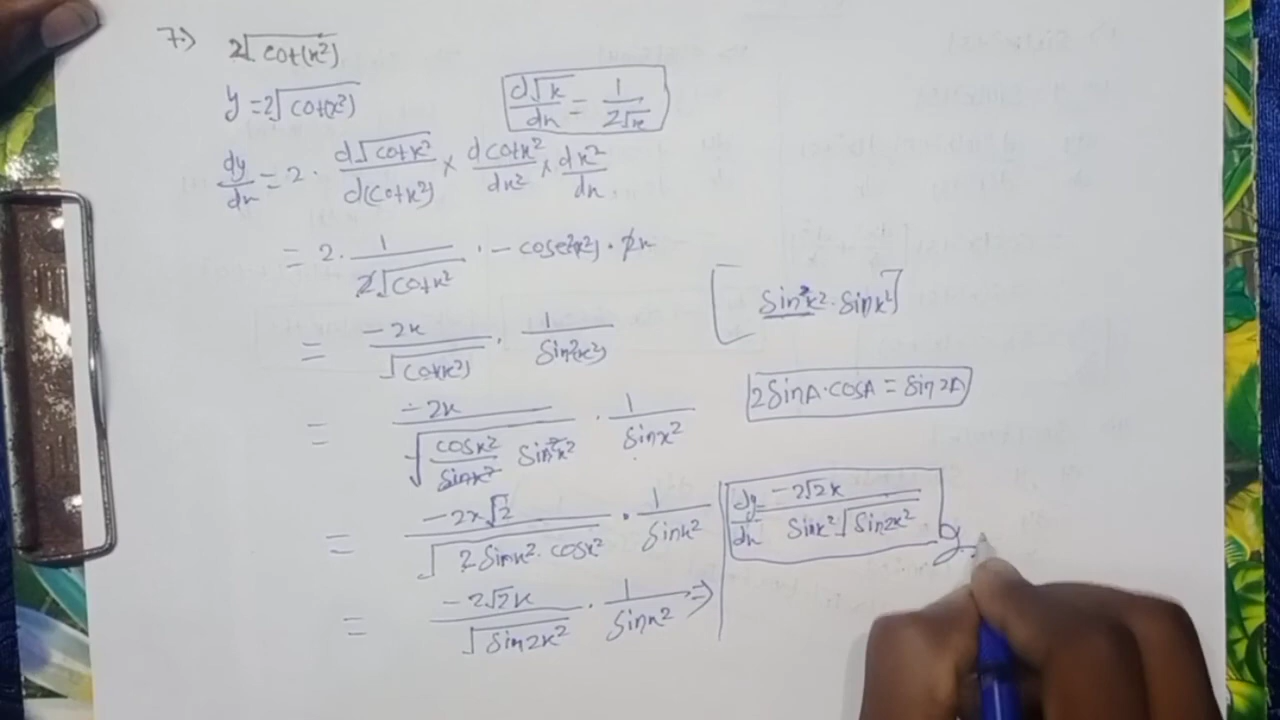 7.) 2√cot(x²)
y = 2√cot(x²)
d√x/dx = 1/2√x
dy/dx = 2 · d√cotx²/d(cotx²) × dcotx²/dx² × dx²/dx
= 2 · 1/2√cotx² · - cosec²(x²) · 2x
= -2x/√cot(x²) · 1/sin²(x²)
[sin²x² · sinx²]
= -2x/√(cosx²/sinx² sin²x²) · 1/sinx²
2sinA·cosA = sin2A
= -2x√2/√2sinx²·cosx² · 1/sinx²
= -2√2x/√sin2x² · 1/sinx² ⇒
dy/dx = -2√2x/sinx²√sin2x²